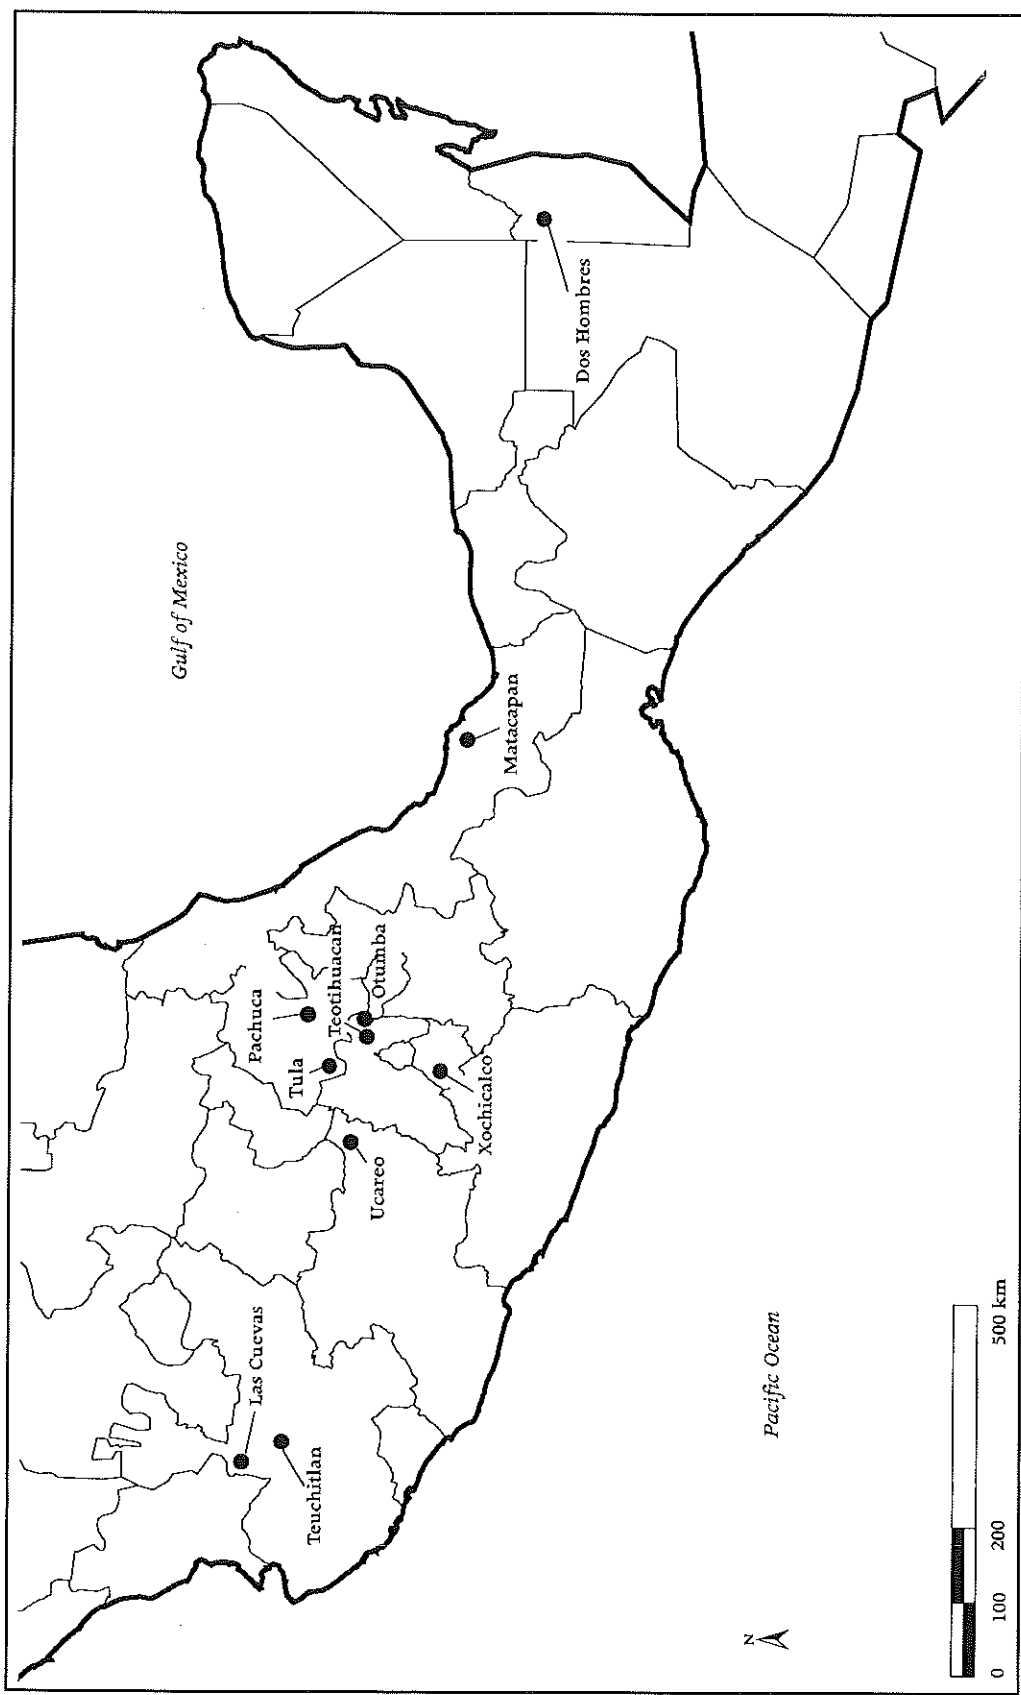 Gulf of Mexico
Pachuca
Tula
Teotihuacan
Otumba
Las Cuevas
Teuchitlan
Ucareo
Xochicalco
Matacapan
Dos Hombres
Pacific Ocean
N
0 100 200 500 km